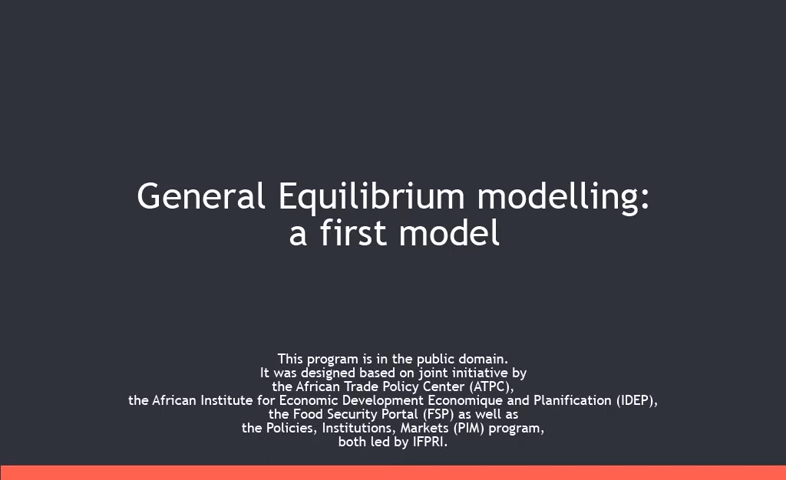 General Equilibrium modelling:
a first model
This program is in the public domain.
It was designed based on joint initiative by
the African Trade Policy Center (ATPC),
the African Institute for Economic Development Economique and Planification (IDEP),
the Food Security Portal (FSP) as well as
the Policies, Institutions, Markets (PIM) program,
both led by IFPRI.